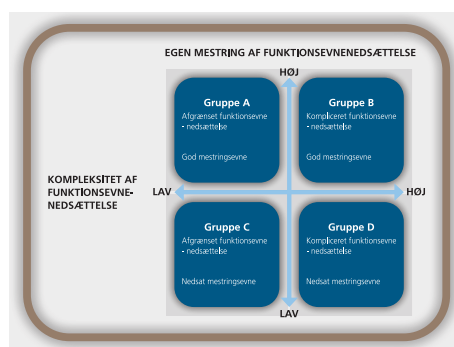 EGEN MESTRING AF FUNKTIONSEVNENEDSÆTTELSE
HØJ
Gruppe A
Afgrænset funktionsevne
- nedsættelse
God mestringsevne
Gruppe B
Kompliceret funktionsevne
- nedsættelse
God mestringsevne
KOMPLEKSITET AF
FUNKTIONSEVNE-
NEDSÆTTELSE
LAV
HØJ
Gruppe C
Afgrænset funktionsevne
- nedsættelse
Nedsat mestringsevne
Gruppe D
Kompliceret funktionsevne
- nedsættelse
Nedsat mestringsevne
LAV